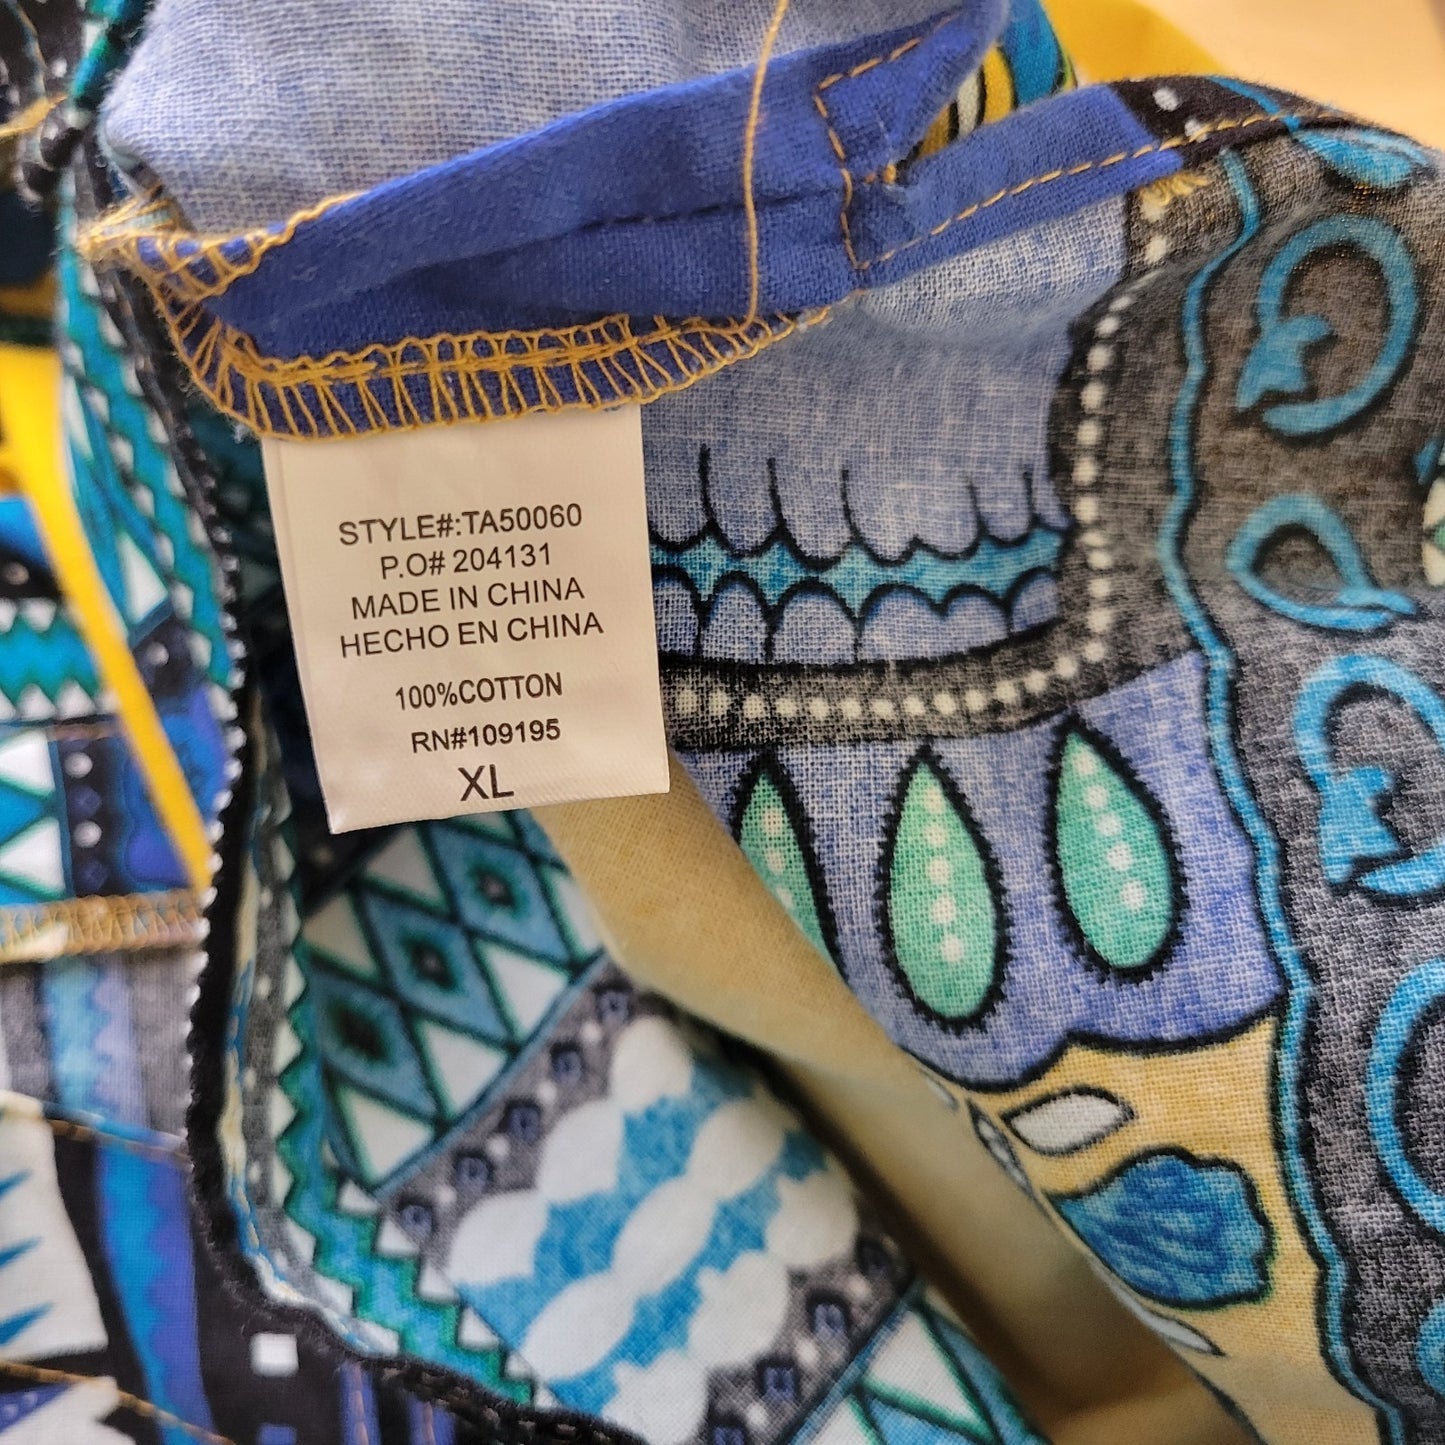 STYLE#:TA50060
P.O# 204131
MADE IN CHINA
HECHO EN CHINA
100%COTTON
RN#109195
XL